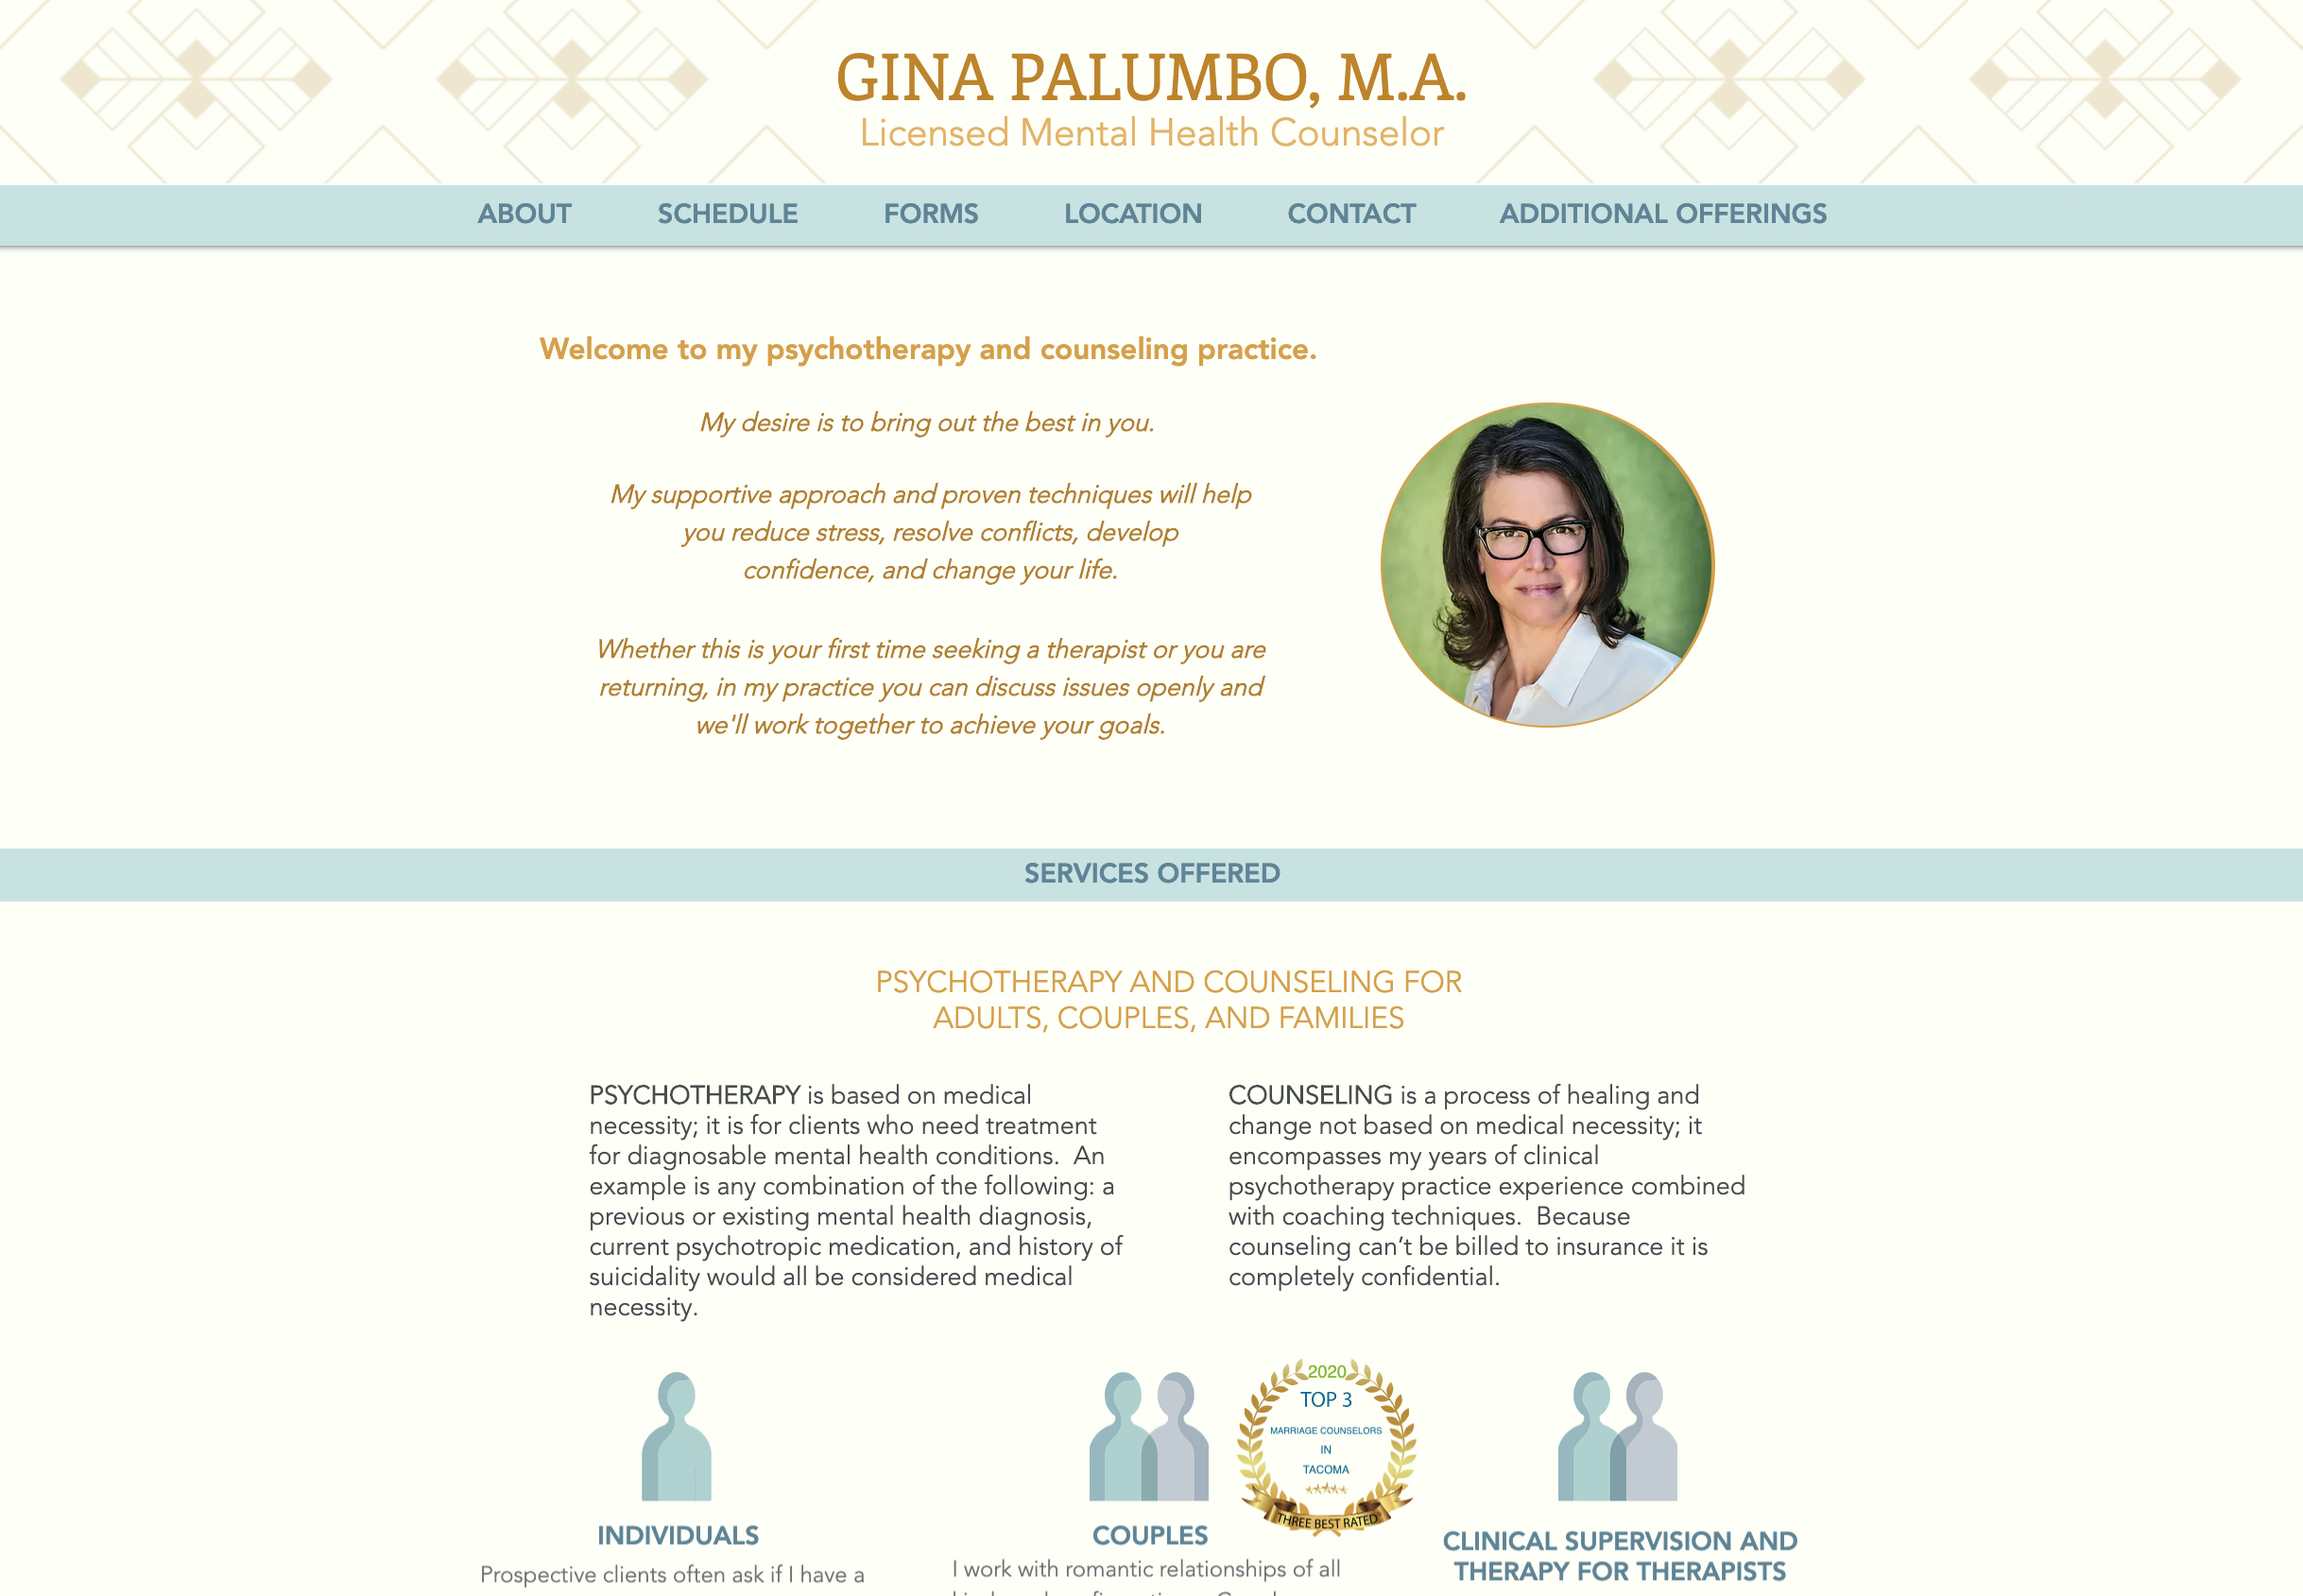 GINA PALUMBO, M.A.
Licensed Mental Health Counselor
ABOUT SCHEDULE FORMS LOCATION CONTACT ADDITIONAL OFFERINGS
Welcome to my psychotherapy and counseling practice.
My desire is to bring out the best in you.
My supportive approach and proven techniques will help
you reduce stress, resolve conflicts, develop
confidence, and change your life.
Whether this is your first time seeking a therapist or you are
returning, in my practice you can discuss issues openly and
we'll work together to achieve your goals.
SERVICES OFFERED
PSYCHOTHERAPY AND COUNSELING FOR
ADULTS, COUPLES, AND FAMILIES
PSYCHOTHERAPY is based on medical
necessity; it is for clients who need treatment
for diagnosable mental health conditions.  An
example is any combination of the following: a
previous or existing mental health diagnosis,
current psychotropic medication, and history of
suicidality would all be considered medical
necessity.
COUNSELING is a process of healing and
change not based on medical necessity; it
encompasses my years of clinical
psychotherapy practice experience combined
with coaching techniques.  Because
counseling can’t be billed to insurance it is
completely confidential.
2020
TOP 3
MARRIAGE COUNSELORS
IN
TACOMA
THREE BEST RATED
INDIVIDUALS
Prospective clients often ask if I have a
COUPLES
I work with romantic relationships of all
CLINICAL SUPERVISION AND
THERAPY FOR THERAPISTS